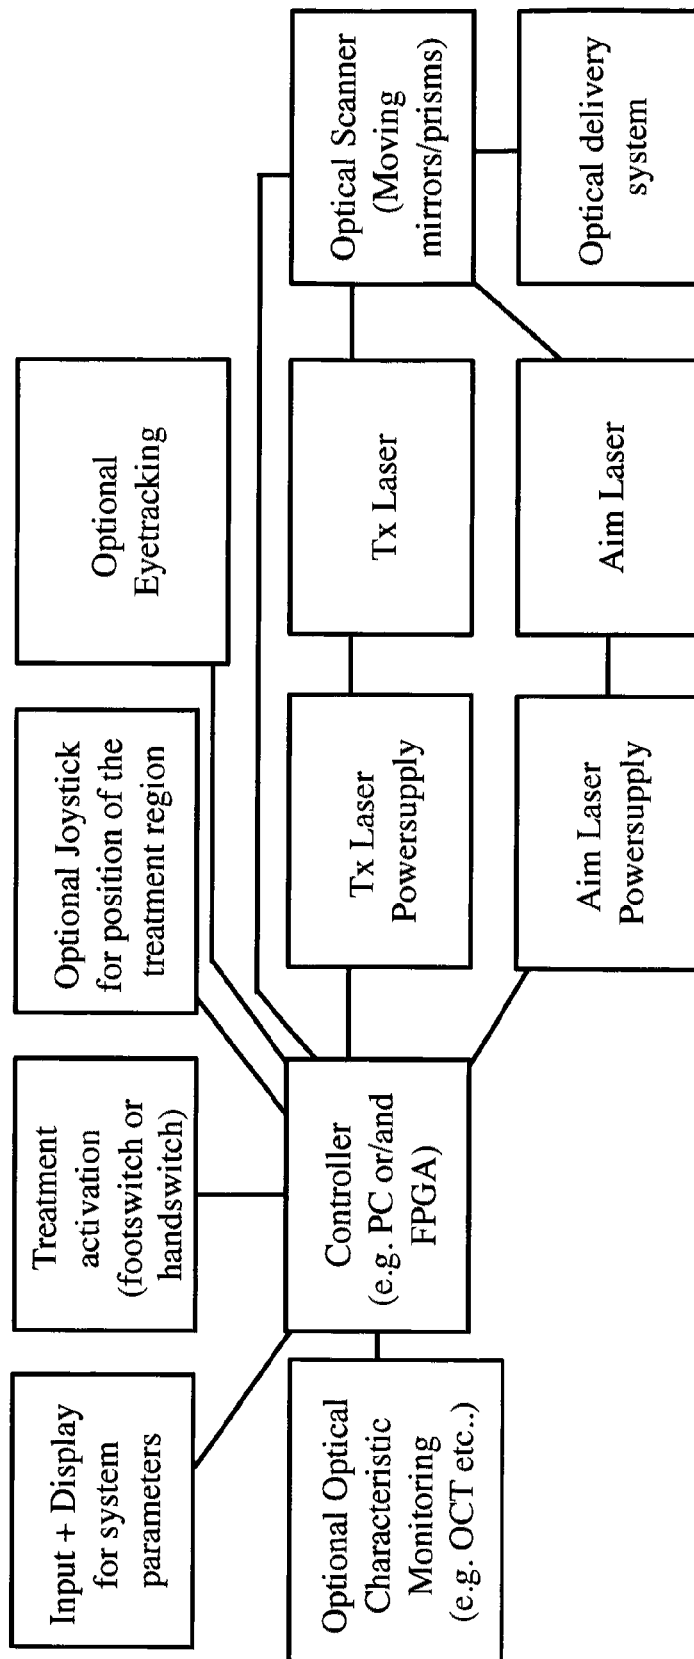 Input + Display
for system
parameters
Treatment
activation
(footswitch or
handswitch)
Optional Joystick
for position of the
treatment region
Optional
Eyetracking
Optional Optical
Characteristic
Monitoring
(e.g. OCT etc..)
Controller
(e.g. PC or/and
FPGA)
Tx Laser
Powersupply
Tx Laser
Optical Scanner
(Moving
mirrors/prisms)
Aim Laser
Powersupply
Aim Laser
Optical delivery
system